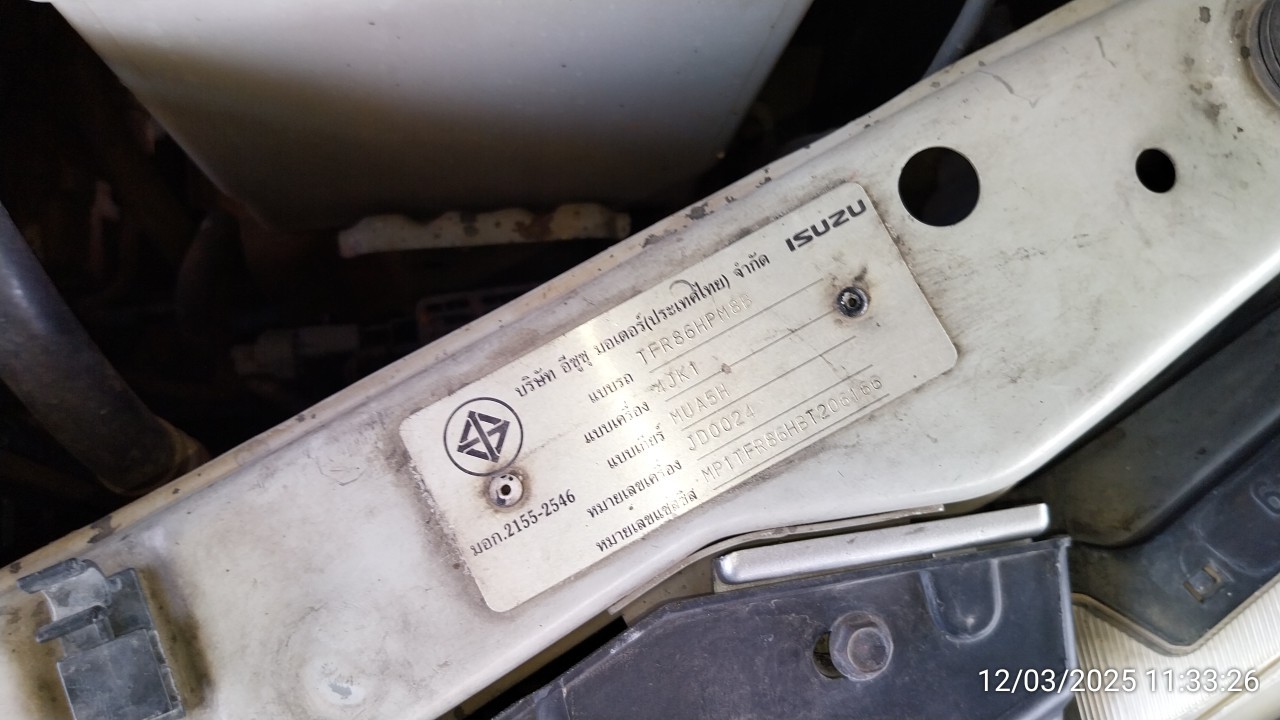 ISUZU
บริษัท อีซูซุ มอเตอร์(ประเทศไทย) จำกัด
แบบรถ TFR86HPM8B
แบบเครื่อง 4JK1
แบบเกียร์ MUA5H
หมายเลขเครื่อง JD0024
หมายเลขแชสซีส์
มอก.2155-2546
12/03/2025 11:33:26